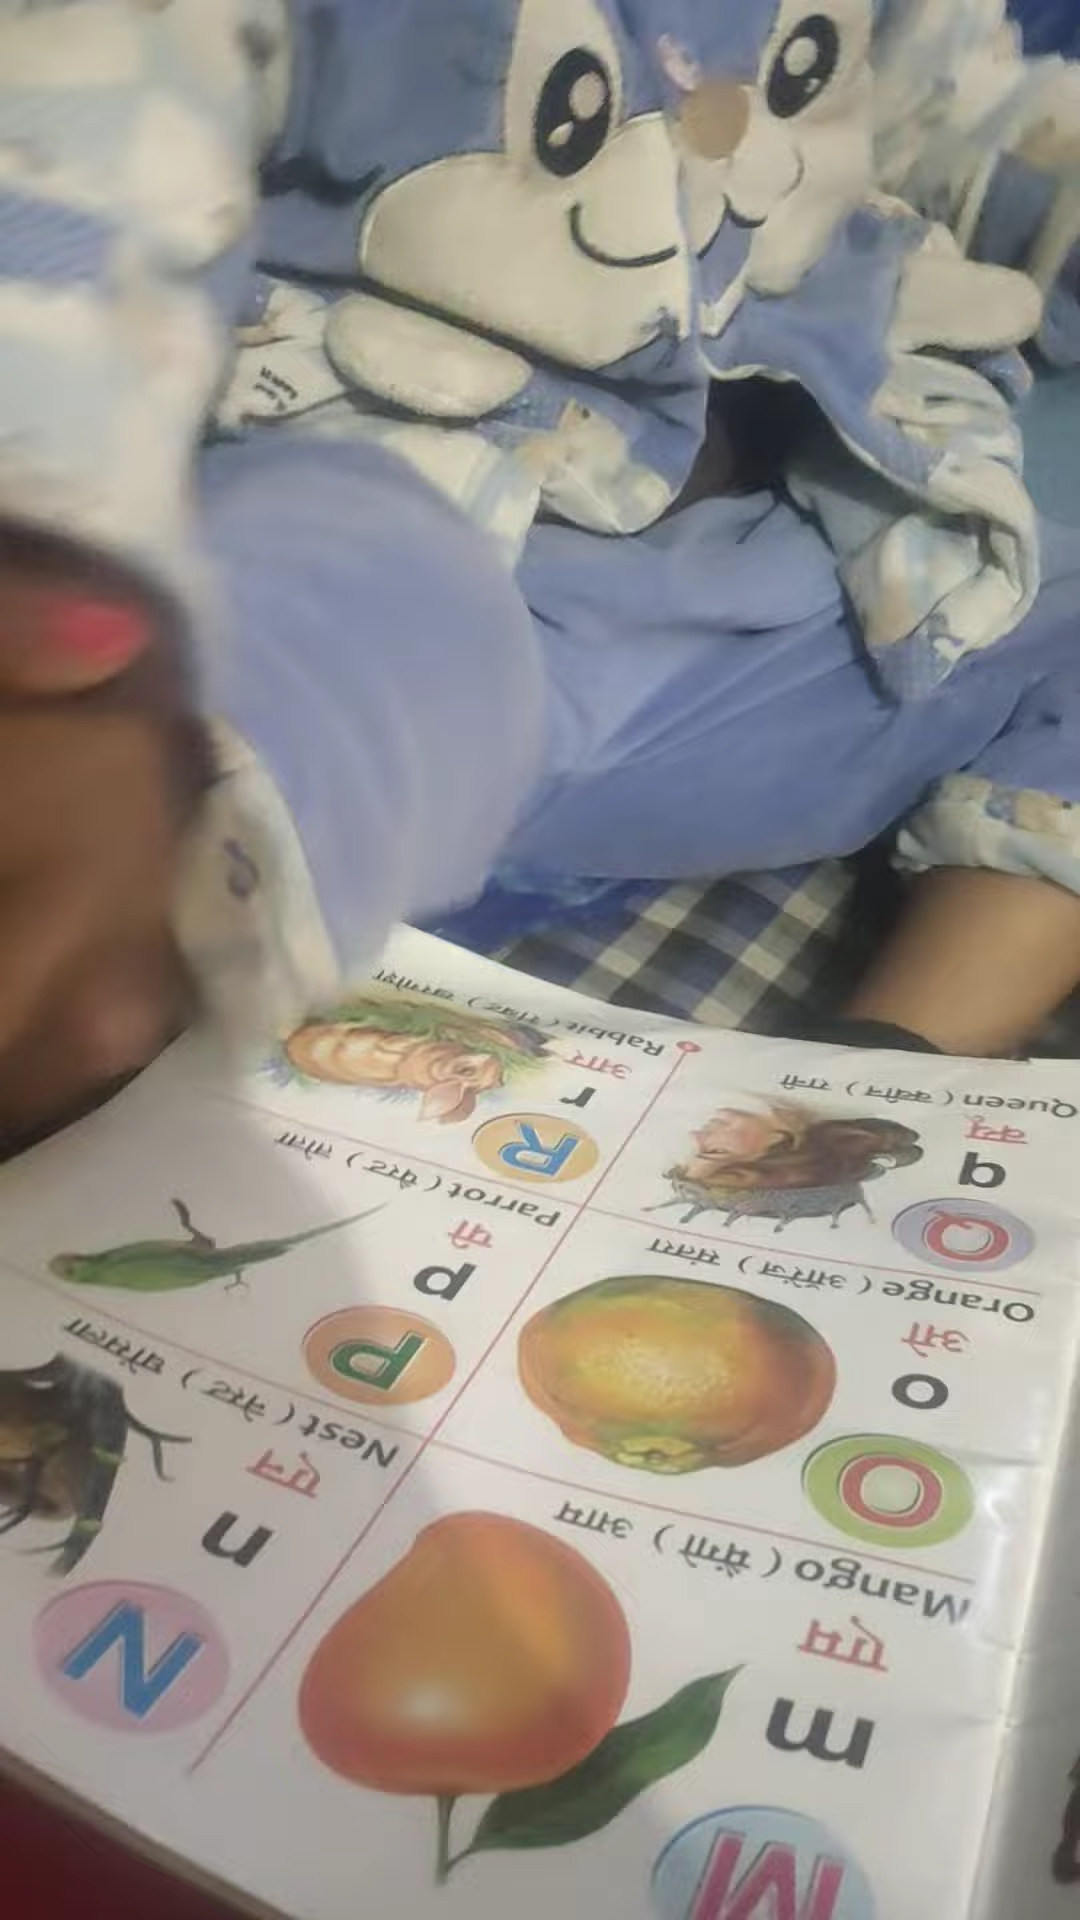 M
m
एम
Mango ( मैंगो ) आम
N
n
एन
Nest ( नेस्ट ) घोंसला
O
o
ओ
Orange ( ऑरेंज ) संतरा
P
p
पी
Parrot ( पैरट ) तोता
Q
q
क्यू
Queen ( क्वीन ) रानी
R
r
आर
Rabbit ( रैबिट ) खरगोश